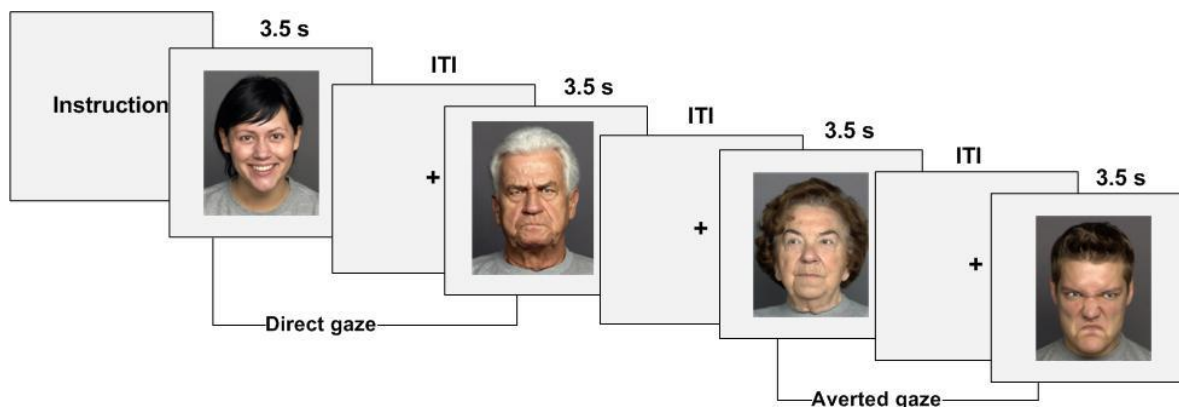 Instruction
3.5 s
ITI
+
3.5 s
ITI
+
3.5 s
ITI
+
3.5 s
Direct gaze
Averted gaze